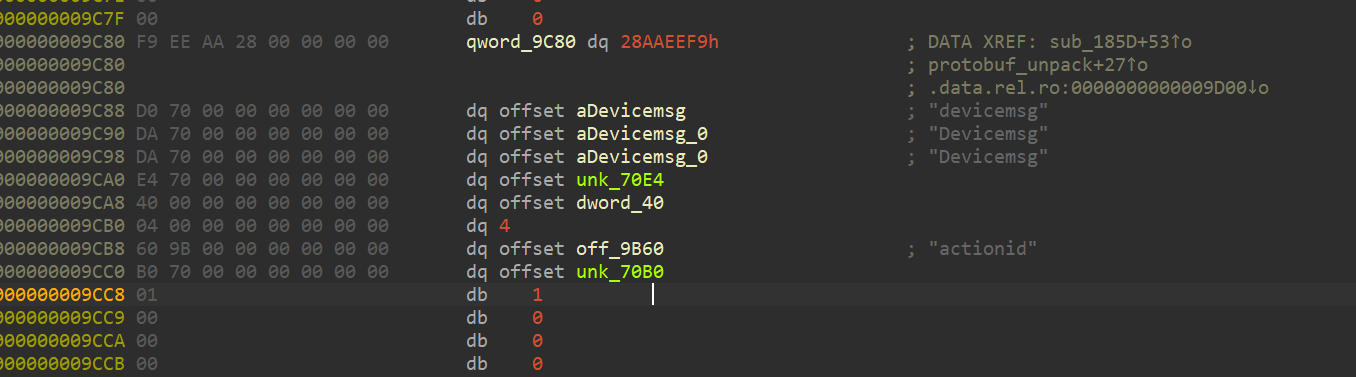 db 0
000000009C7F 00 db 0
000000009C80 F9 EE AA 28 00 00 00 00 qword_9C80 dq 28AAEEF9h ; DATA XREF: sub_185D+53↑o
000000009C80 ; protobuf_unpack+27↑o
000000009C80 ; .data.rel.ro:0000000000009D00↓o
000000009C88 D0 70 00 00 00 00 00 00 dq offset aDevicemsg ; "devicemsg"
000000009C90 DA 70 00 00 00 00 00 00 dq offset aDevicemsg_0 ; "Devicemsg"
000000009C98 DA 70 00 00 00 00 00 00 dq offset aDevicemsg_0 ; "Devicemsg"
000000009CA0 E4 70 00 00 00 00 00 00 dq offset unk_70E4
000000009CA8 40 00 00 00 00 00 00 00 dq offset dword_40
000000009CB0 04 00 00 00 00 00 00 00 dq 4
000000009CB8 60 9B 00 00 00 00 00 00 dq offset off_9B60 ; "actionid"
000000009CC0 B0 70 00 00 00 00 00 00 dq offset unk_70B0
000000009CC8 01 db 1
000000009CC9 00 db 0
000000009CCA 00 db 0
000000009CCB 00 db 0